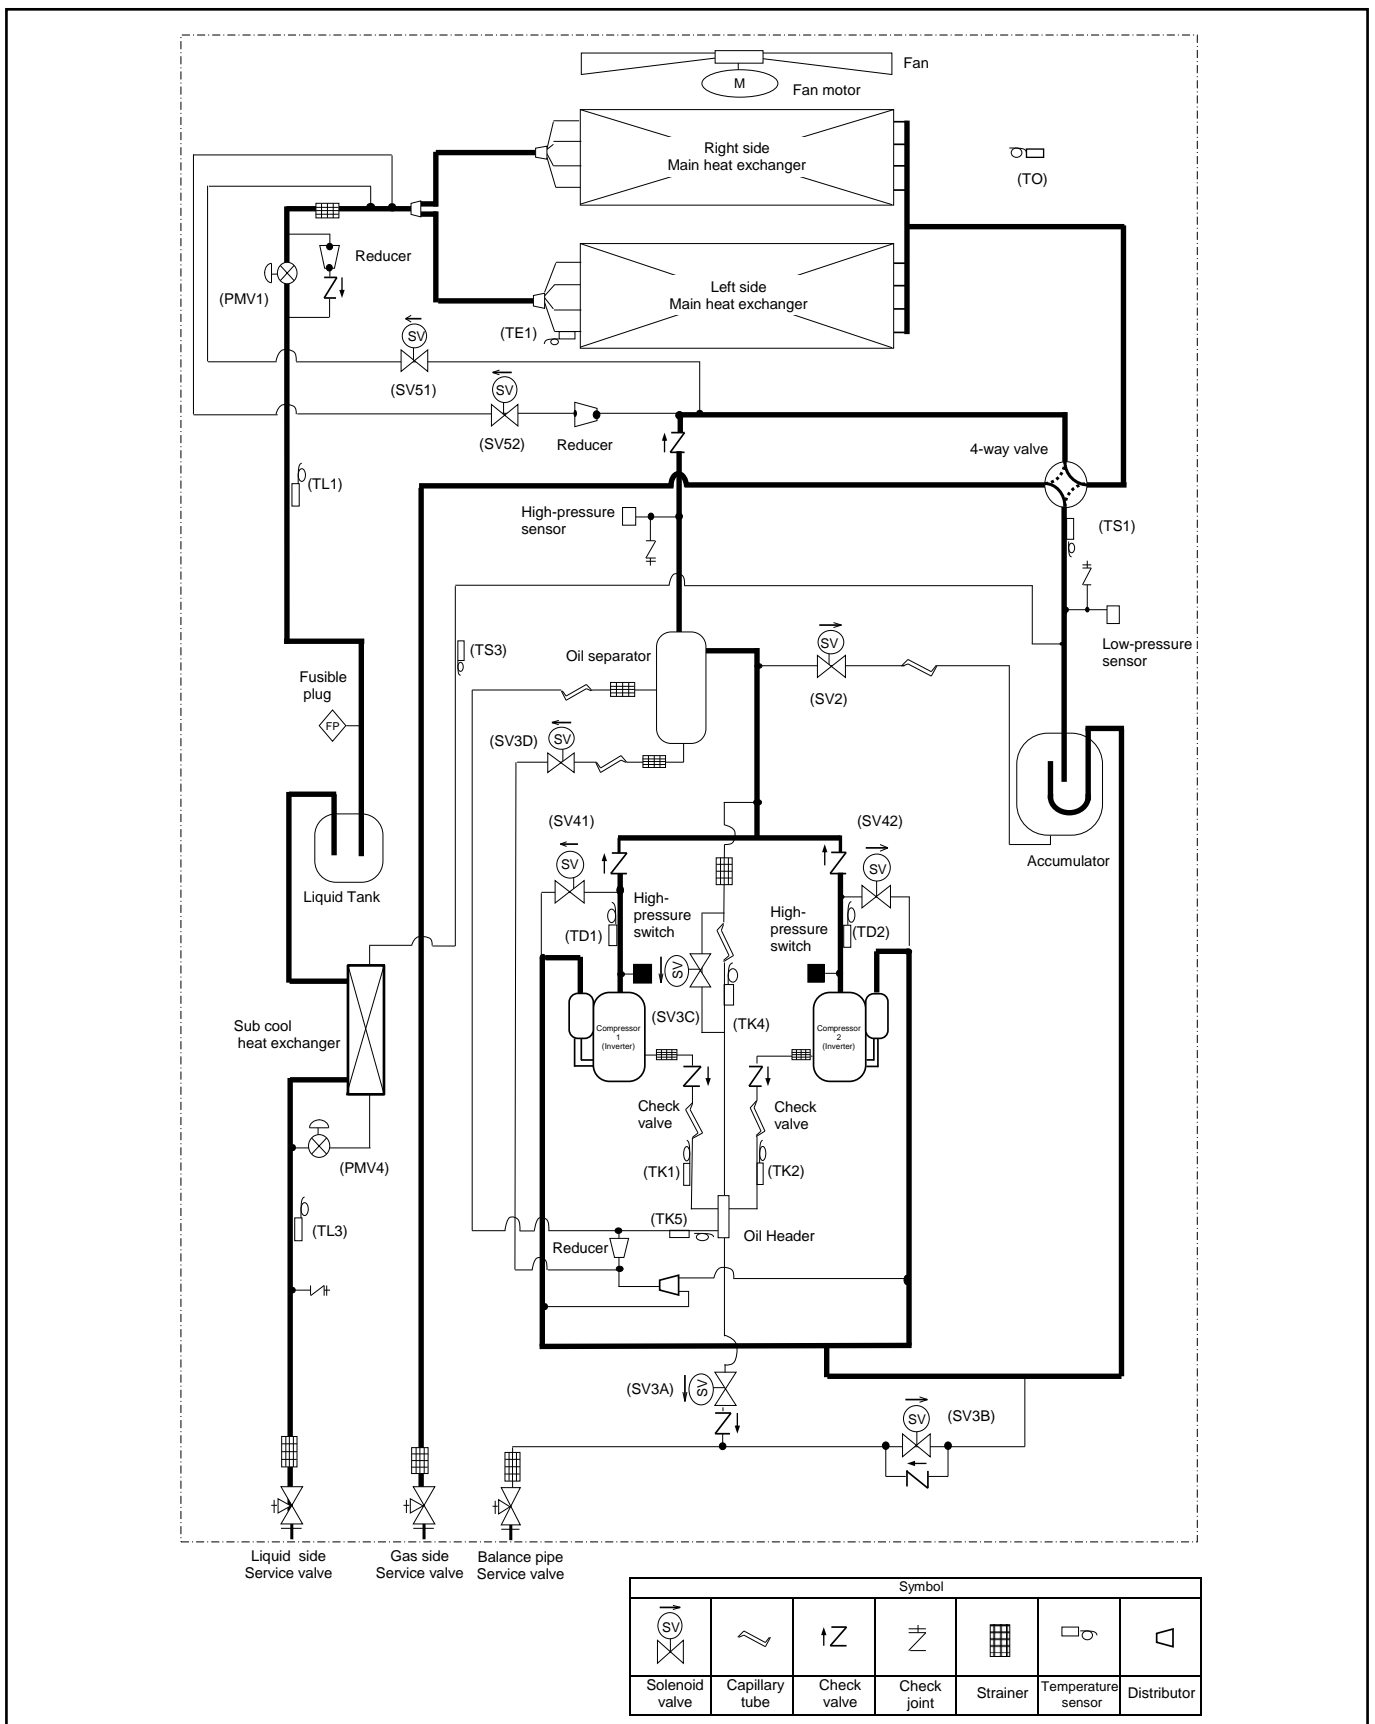 Fan
M
Fan motor
Right side
Main heat exchanger
(TO)
Reducer
(PMV1)
Left side
Main heat exchanger
(TE1)
SV
(SV51)
SV
(SV52)
Reducer
4-way valve
(TL1)
High-pressure
sensor
(TS1)
Low-pressure
sensor
(TS3)
Oil separator
SV
(SV2)
Fusible
plug
FP
(SV3D)
SV
(SV41)
SV
(SV42)
SV
Accumulator
Liquid Tank
High-
pressure
switch
(TD1)
High-
pressure
switch
(TD2)
SV
(SV3C)
(TK4)
Compressor
1
(Inverter)
Compressor
2
(Inverter)
Sub cool
heat exchanger
Check
valve
Check
valve
(PMV4)
(TK1)
(TK2)
(TL3)
(TK5)
Oil Header
Reducer
(SV3A)
SV
SV
(SV3B)
Liquid side
Service valve
Gas side
Service valve
Balance pipe
Service valve
Symbol
SV
Solenoid
valve
Capillary
tube
Check
valve
Check
joint
Strainer
Temperature
sensor
Distributor